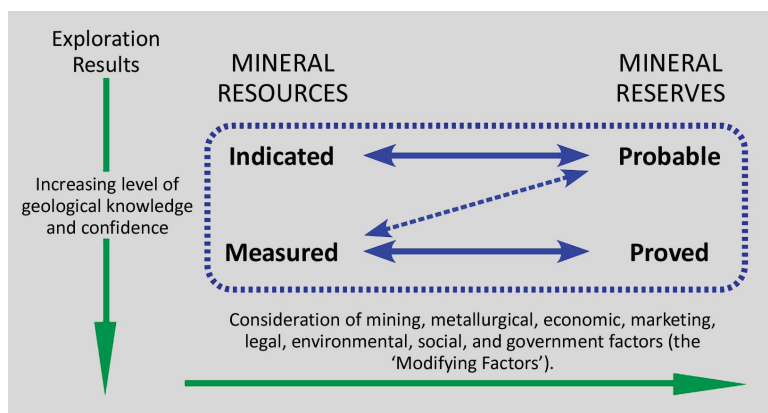 Exploration
Results
MINERAL
RESOURCES
MINERAL
RESERVES
Indicated
Probable
Increasing level of
geological knowledge
and confidence
Measured
Proved
Consideration of mining, metallurgical, economic, marketing,
legal, environmental, social, and government factors (the
‘Modifying Factors’).